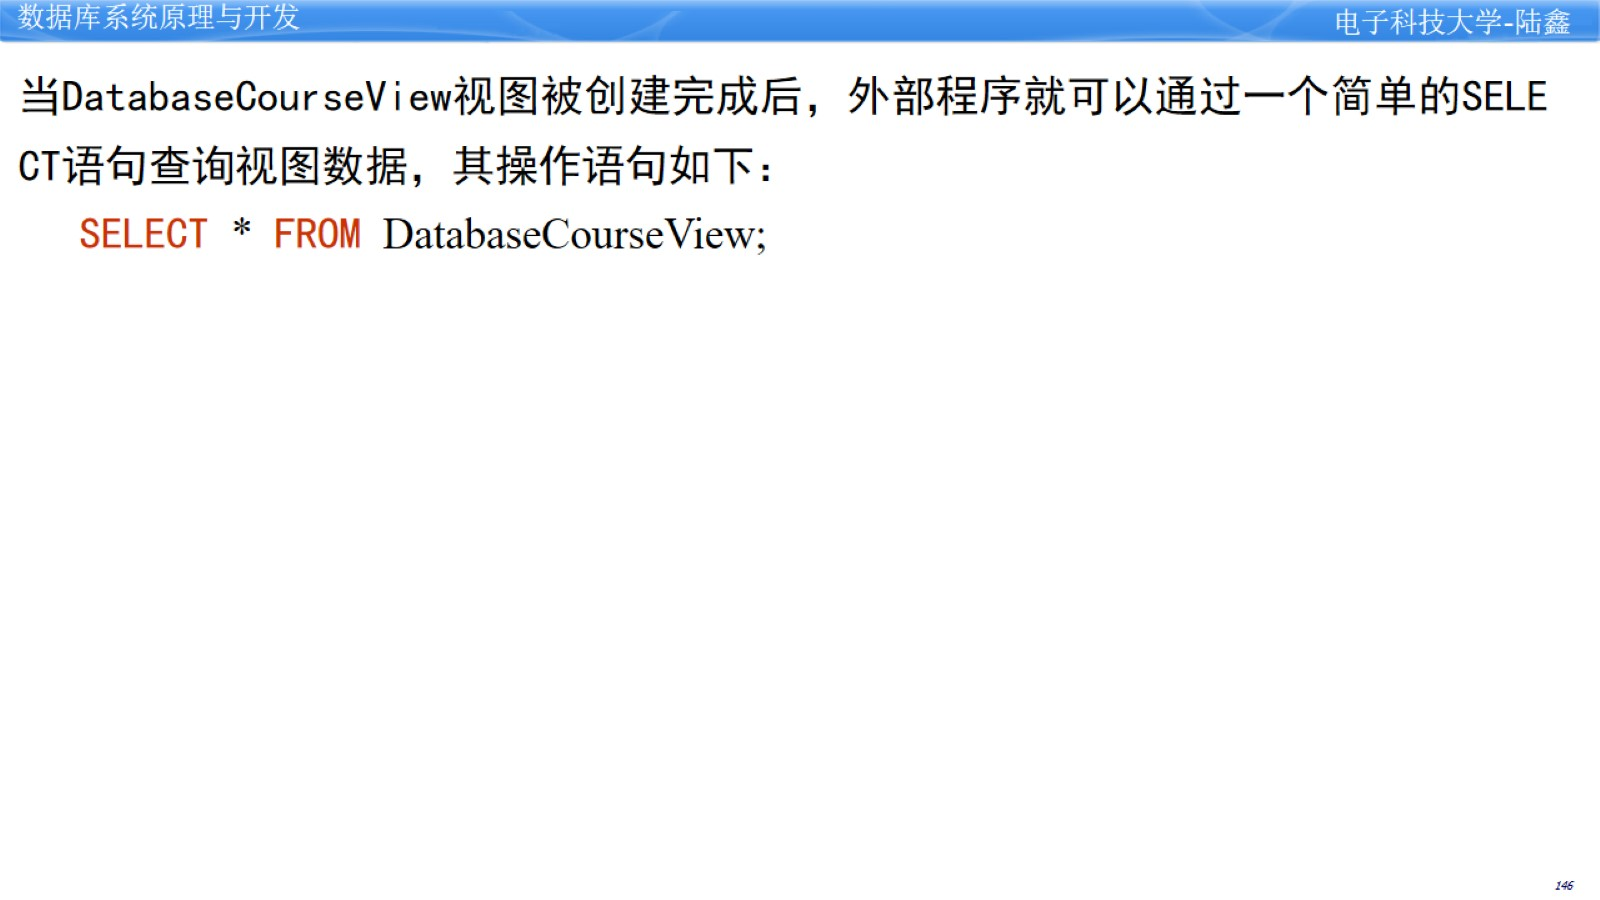 数据库系统原理与开发
电子科技大学-陆鑫
当DatabaseCourseView视图被创建完成后，外部程序就可以通过一个简单的SELE
CT语句查询视图数据，其操作语句如下：
SELECT * FROM DatabaseCourseView;
146